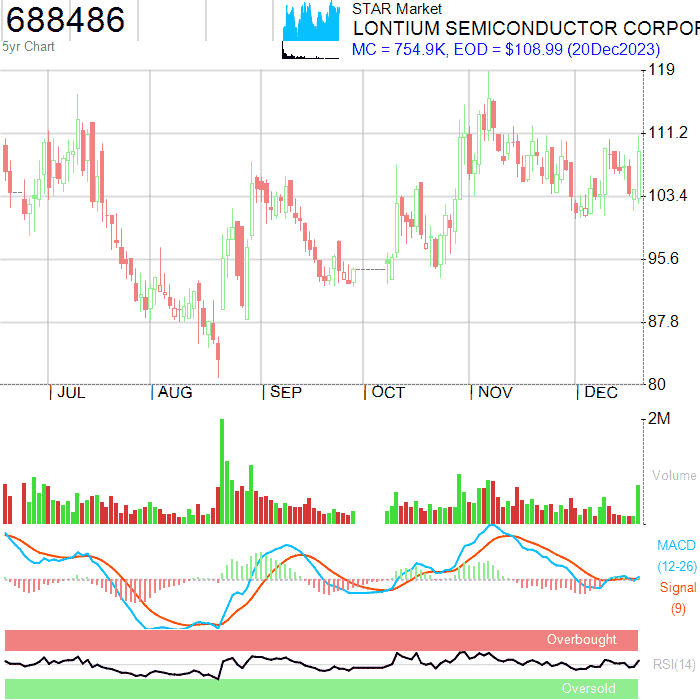 688486
STAR Market
LONTIUM SEMICONDUCTOR CORPOR
5yr Chart
MC = 754.9K, EOD = $108.99 (20Dec2023)
119
111.2
103.4
95.6
87.8
80
JUL AUG SEP OCT NOV DEC
2M
Volume
MACD
(12-26)
Signal
(9)
Overbought
RSI(14)
Oversold